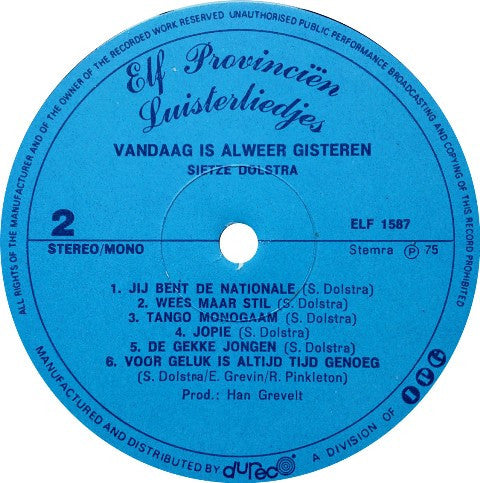 ALL RIGHTS OF THE MANUFACTURER AND OF THE OWNER OF THE RECORDED WORK RESERVED UNAUTHORISED PUBLIC PERFORMANCE BROADCASTING AND COPYING OF THIS RECORD PROHIBITED
Elf Provinciën
Luisterliedjes
VANDAAG IS ALWEER GISTEREN
SIETZE DOLSTRA
2
ELF 1587
STEREO/MONO
Stemra Ⓟ 75
1. JIJ BENT DE NATIONALE (S. Dolstra)
2. WEES MAAR STIL (S. Dolstra)
3. TANGO MONOGAAM (S. Dolstra)
4. JOPIE (S. Dolstra)
5. DE GEKKE JONGEN (S. Dolstra)
6. VOOR GELUK IS ALTIJD TIJD GENOEG
(S. Dolstra/E. Grevin/R. Pinkleton)
Prod.: Han Grevelt
MANUFACTURED AND DISTRIBUTED BY dureco A DIVISION OF